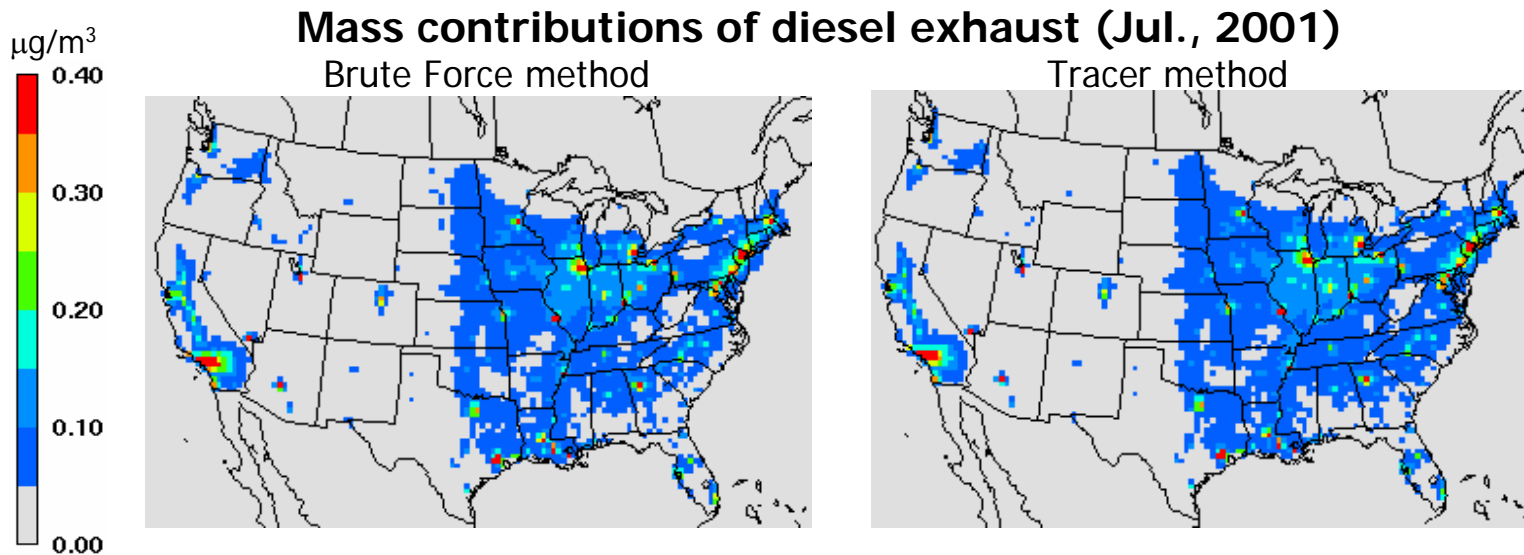 Mass contributions of diesel exhaust (Jul., 2001)
μg/m³
Brute Force method
Tracer method
0.40
0.30
0.20
0.10
0.00